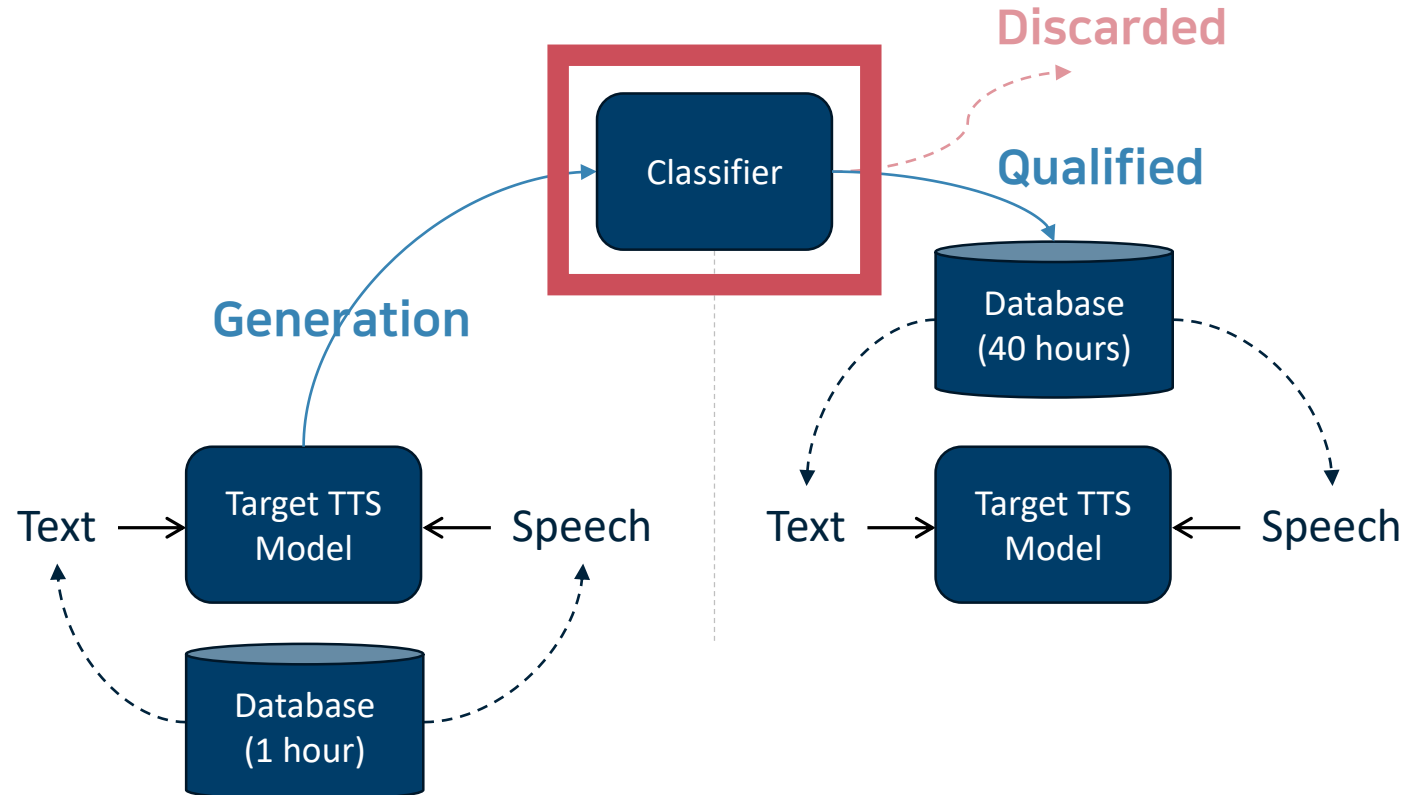 Discarded
Classifier
Qualified
Generation
Database
(40 hours)
Text
Target TTS
Model
Speech
Text
Target TTS
Model
Speech
Database
(1 hour)